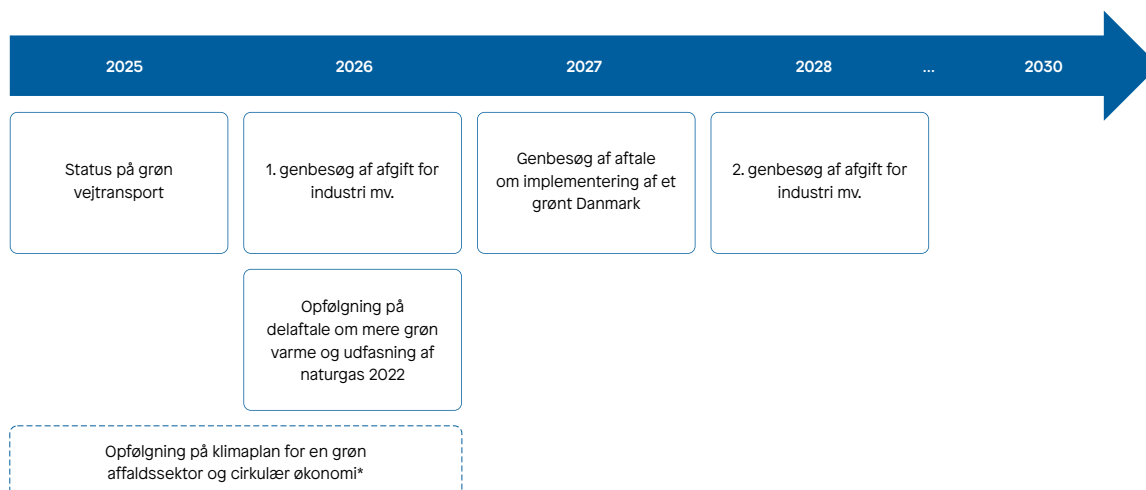 2025 2026 2027 2028 ... 2030
Status på grøn
vejtransport
1. genbesøg af afgift for
industri mv.
Genbesøg af aftale
om implementering af et
grønt Danmark
2. genbesøg af afgift for
industri mv.
Opfølgning på
delaftale om mere grøn
varme og udfasning af
naturgas 2022
Opfølgning på klimaplan for en grøn
affaldssektor og cirkulær økonomi*